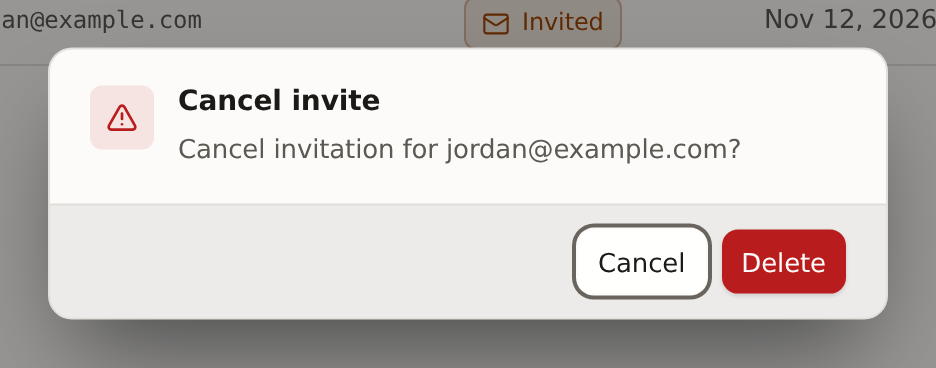 an@example.com Invited Nov 12, 2026
Cancel invite
Cancel invitation for jordan@example.com?
Cancel Delete